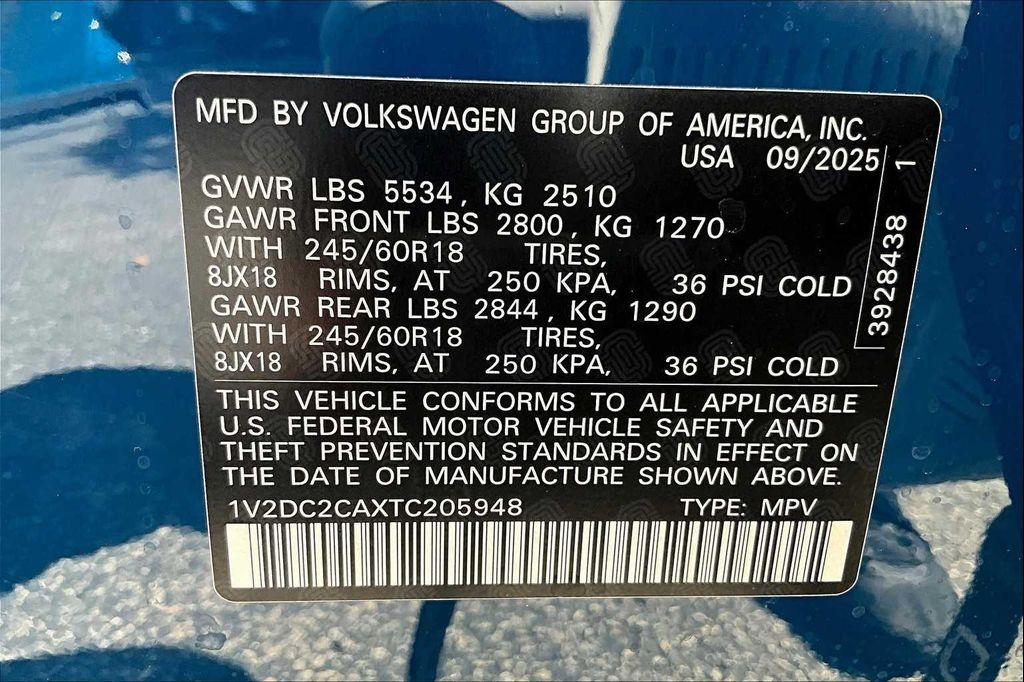 MFD BY VOLKSWAGEN GROUP OF AMERICA, INC.
USA 09/2025
GVWR LBS 5534, KG 2510
GAWR FRONT LBS 2800, KG 1270
WITH 245/60R18 TIRES,
8JX18 RIMS, AT 250 KPA, 36 PSI COLD
GAWR REAR LBS 2844, KG 1290
WITH 245/60R18 TIRES,
8JX18 RIMS, AT 250 KPA, 36 PSI COLD
THIS VEHICLE CONFORMS TO ALL APPLICABLE
U.S. FEDERAL MOTOR VEHICLE SAFETY AND
THEFT PREVENTION STANDARDS IN EFFECT ON
THE DATE OF MANUFACTURE SHOWN ABOVE.
1V2DC2CAXTC205948 TYPE: MPV
3928438 1